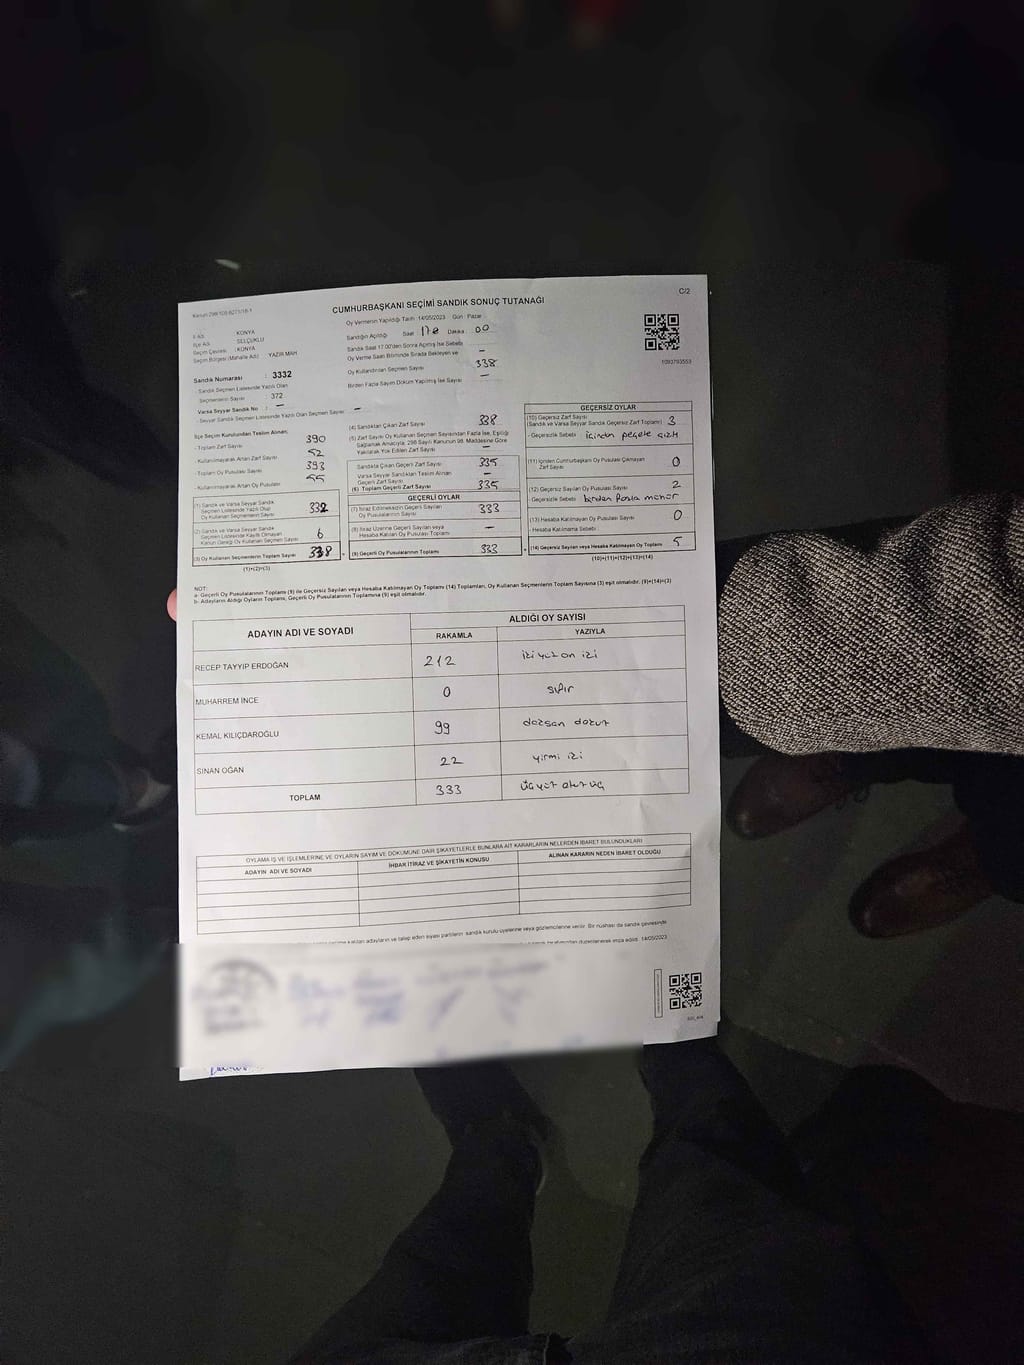 Kanun 298 109 6271/18-1
CUMHURBAŞKANI SEÇİMİ SANDIK SONUÇ TUTANAĞI
C/2
Oy Vermenin Yapıldığı Tarih :14/05/2023 Gün : Pazar
İl Adı : KONYA
İlçe Adı : SELÇUKLU
Seçim Çevresi : KONYA
Seçim Bölgesi (Mahalle Adı) : YAZIR MAH
Sandığın Açıldığı Saat Dakika 00
Sandık Saat 17.00'den Sonra Açılmış İse Sebebi –
Oy Verme Saati Bitiminde Sırada Bekleyen ve
Oy Kullandırılan Seçmen Sayısı 338
Birden Fazla Sayım Döküm Yapılmış İse Sayısı –
1093793553
Sandık Numarası : 3332
- Sandık Seçmen Listesinde Yazılı Olan
Seçmenlerin Sayısı : 372
Varsa Seyyar Sandık No : –
- Seyyar Sandık Seçmen Listesinde Yazılı Olan Seçmen Sayısı –
İlçe Seçim Kurulundan Teslim Alınan:
- Toplam Zarf Sayısı 390
- Kullanılmayarak Artan Zarf Sayısı 52
- Toplam Oy Pusulası Sayısı 393
- Kullanılmayarak Artan Oy Pusulası 55
(1) Sandık ve Varsa Seyyar Sandık
Seçmen Listesinde Yazılı Olup
Oy Kullanan Seçmenlerin Sayısı 332
(2) Sandık ve Varsa Seyyar Sandık
Seçmen Listesinde Kayıtlı Olmayan
Kanun Gereği Oy Kullanan Seçmen Sayısı 6
(3) Oy Kullanan Seçmenlerin Toplam Sayısı 338
(1)+(2)=(3)
(4) Sandıktan Çıkan Zarf Sayısı 338
(5) Zarf Sayısı Oy Kullanan Seçmen Sayısından Fazla İse, Eşitliği
Sağlamak Amacıyla, 298 Sayılı Kanunun 98. Maddesine Göre
Yakılarak Yok Edilen Zarf Sayısı –
Sandıkta Çıkan Geçerli Zarf Sayısı 335
Varsa Seyyar Sandıktan Teslim Alınan
Geçerli Zarf Sayısı –
(6) Toplam Geçerli Zarf Sayısı 335
GEÇERLİ OYLAR
(7) İtiraz Edilmeksizin Geçerli Sayılan
Oy Pusulalarının Sayısı 333
(8) İtiraz Üzerine Geçerli Sayılan veya
Hesaba Katılan Oy Pusulalarının Sayısı –
(9) Geçerli Oy Pusulalarının Toplamı 333
GEÇERSİZ OYLAR
(10) Geçersiz Zarf Sayısı
(Sandık ve Varsa Seyyar Sandık Geçersiz Zarf Toplamı) 3
- Geçersizlik Sebebi : içinden peçete çıktı
(11) İçinden Cumhurbaşkanı Oy Pusulası Çıkmayan
Zarf Sayısı 0
(12) Geçersiz Sayılan Oy Pusulası Sayısı 2
- Geçersizlik Sebebi : birden fazla mühür
(13) Hesaba Katılmayan Oy Pusulası Sayısı 0
- Hesaba Katılmama Sebebi :
(14) Geçersiz Sayılan veya Hesaba Katılmayan Oy Toplamı 5
(10)+(11)+(12)+(13)=(14)
NOT:
a- Geçerli Oy Pusulalarının Toplamı (9) ile Geçersiz Sayılan veya Hesaba Katılmayan Oy Toplamı (14) Toplamları, Oy Kullanan Seçmenlerin Toplam Sayısına (3) eşit olmalıdır. (9)+(14)=(3)
b- Adayların Aldığı Oyların Toplamı, Geçerli Oy Pusulalarının Toplamına (9) eşit olmalıdır.
ADAYIN ADI VE SOYADI ALDIĞI OY SAYISI
RAKAMLA YAZIYLA
RECEP TAYYIP ERDOĞAN 212 iki yüz on iki
MUHARREM İNCE 0 sıfır
KEMAL KILIÇDAROĞLU 99 doksan dokuz
SINAN OĞAN 22 yirmi iki
TOPLAM 333 üç yüz otuz üç
OYLAMA İŞ VE İŞLEMLERİNE VE OYLARIN SAYIM VE DÖKÜMÜNE DAİR ŞİKAYETLERLE BUNLARA AİT KARARLARIN NELERDEN İBARET BULUNDUKLARI
ADAYIN ADI VE SOYADI İHBAR İTİRAZ VE ŞİKAYETİN KONUSU ALINAN KARARIN NEDEN İBARET OLDUĞU
adayların ve talep eden siyasi partilerin sandık kurulu üyelerine veya gözlemcilerine verilir. Bir nüshası da sandık çevresinde
tarafımızdan düzenlenerek imza edildi. 14/05/2023